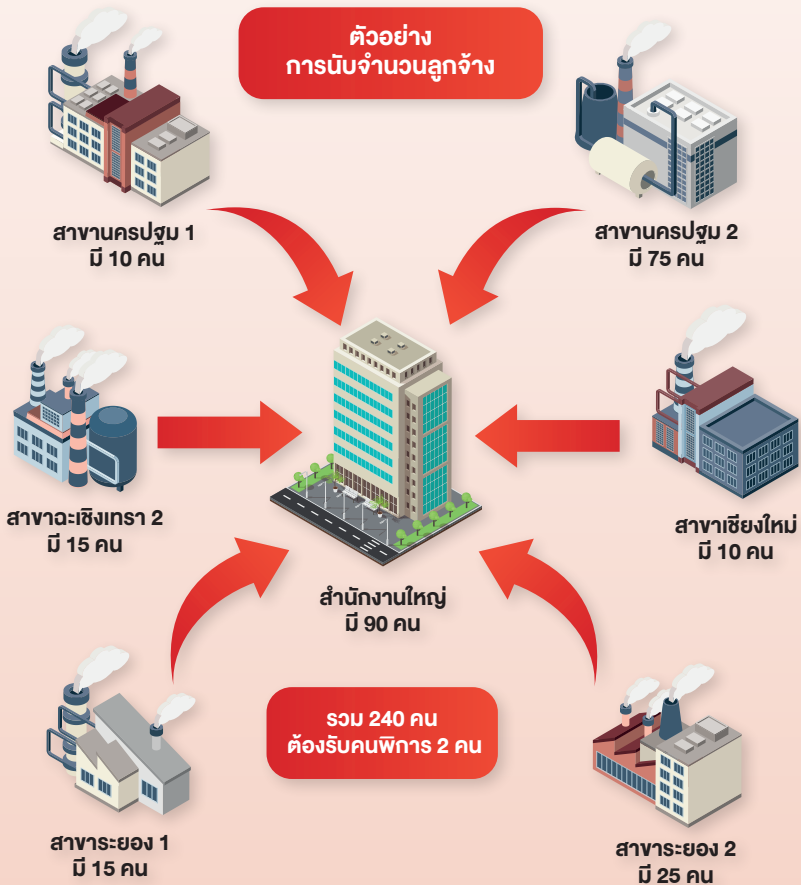 ตัวอย่าง
การนับจำนวนลูกจ้าง
สาขานครปฐม 1
มี 10 คน
สาขานครปฐม 2
มี 75 คน
สาขาฉะเชิงเทรา 2
มี 15 คน
สาขาเชียงใหม่
มี 10 คน
สำนักงานใหญ่
มี 90 คน
รวม 240 คน
ต้องรับคนพิการ 2 คน
สาขาระยอง 1
มี 15 คน
สาขาระยอง 2
มี 25 คน